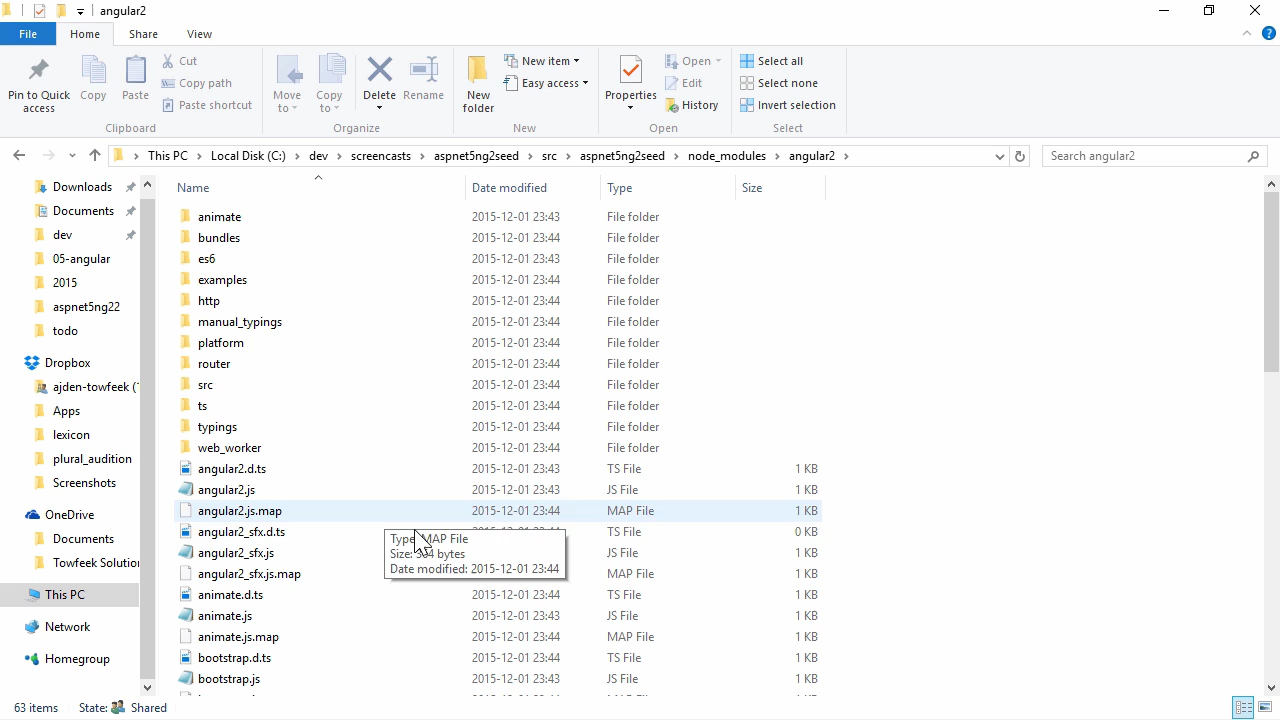 angular2
File Home Share View
Pin to Quick access
Copy
Paste
Cut
Copy path
Paste shortcut
Clipboard
Move to
Copy to
Delete
Rename
Organize
New folder
New item
Easy access
New
Properties
Open
Edit
History
Open
Select all
Select none
Invert selection
Select
This PC > Local Disk (C:) > dev > screencasts > aspnet5ng2seed > src > aspnet5ng2seed > node_modules > angular2 >
Search angular2
Downloads
Documents
dev
05-angular
2015
aspnet5ng22
todo
Dropbox
ajden-towfeek (
Apps
lexicon
plural_audition
Screenshots
OneDrive
Documents
Towfeek Solution
This PC
Network
Homegroup
Name Date modified Type Size
animate 2015-12-01 23:43 File folder
bundles 2015-12-01 23:44 File folder
es6 2015-12-01 23:43 File folder
examples 2015-12-01 23:44 File folder
http 2015-12-01 23:44 File folder
manual_typings 2015-12-01 23:44 File folder
platform 2015-12-01 23:44 File folder
router 2015-12-01 23:44 File folder
src 2015-12-01 23:44 File folder
ts 2015-12-01 23:44 File folder
typings 2015-12-01 23:44 File folder
web_worker 2015-12-01 23:44 File folder
angular2.d.ts 2015-12-01 23:43 TS File 1 KB
angular2.js 2015-12-01 23:43 JS File 1 KB
angular2.js.map 2015-12-01 23:44 MAP File 1 KB
angular2_sfx.d.ts TS File 0 KB
angular2_sfx.js JS File 1 KB
angular2_sfx.js.map MAP File 1 KB
Type: MAP File
Size: bytes
Date modified: 2015-12-01 23:44
animate.d.ts 2015-12-01 23:44 TS File 1 KB
animate.js 2015-12-01 23:43 JS File 1 KB
animate.js.map 2015-12-01 23:44 MAP File 1 KB
bootstrap.d.ts 2015-12-01 23:44 TS File 1 KB
bootstrap.js 2015-12-01 23:43 JS File 1 KB
63 items State: Shared